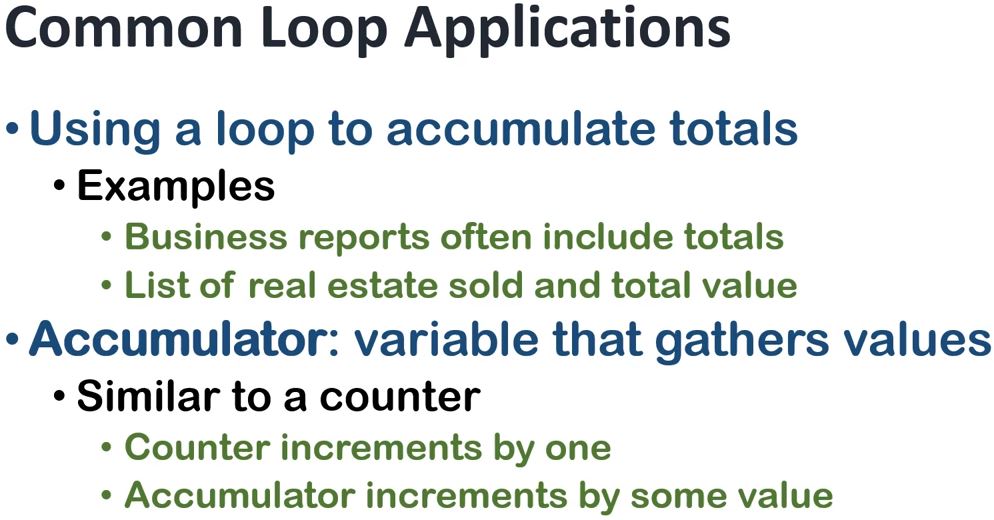 Common Loop Applications
• Using a loop to accumulate totals
• Examples
• Business reports often include totals
• List of real estate sold and total value
• Accumulator: variable that gathers values
• Similar to a counter
• Counter increments by one
• Accumulator increments by some value